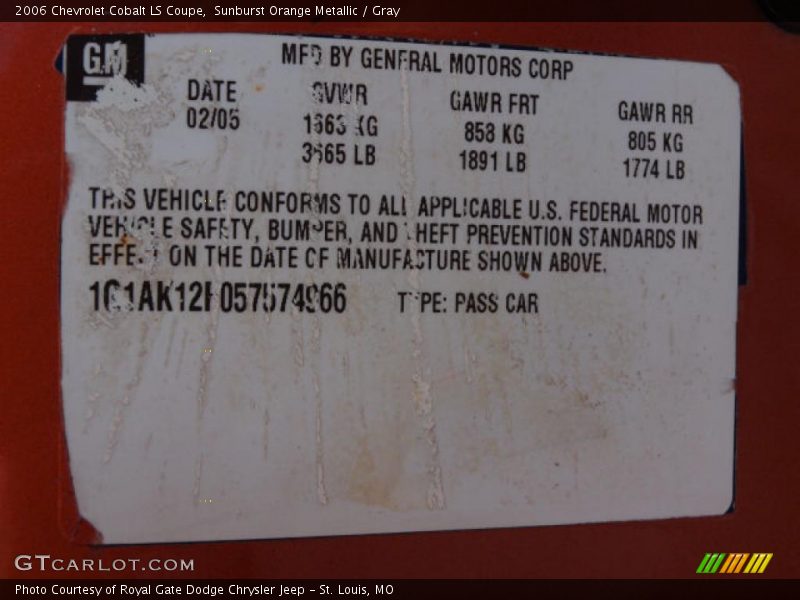 2006 Chevrolet Cobalt LS Coupe, Sunburst Orange Metallic / Gray
GM
MFD BY GENERAL MOTORS CORP
DATE GVWR GAWR FRT GAWR RR
02/05 1663 KG 858 KG 805 KG
3665 LB 1891 LB 1774 LB
THIS VEHICLE CONFORMS TO ALL APPLICABLE U.S. FEDERAL MOTOR
VEHICLE SAFETY, BUMPER, AND THEFT PREVENTION STANDARDS IN
EFFECT ON THE DATE OF MANUFACTURE SHOWN ABOVE.
TYPE: PASS CAR
GTCARLOT.COM
Photo Courtesy of Royal Gate Dodge Chrysler Jeep - St. Louis, MO